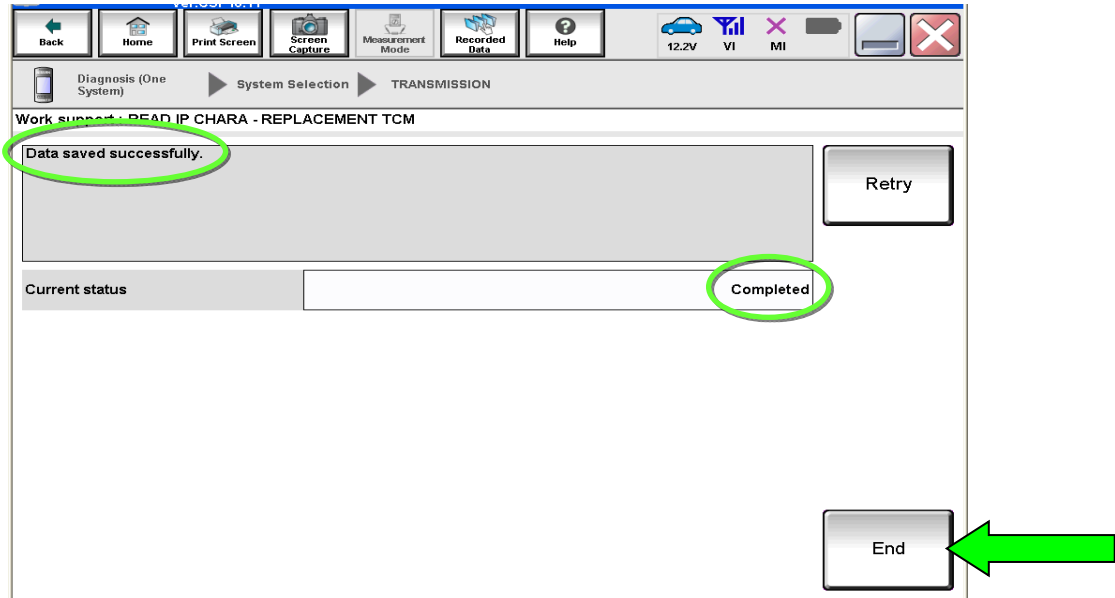 Back
Home
Print Screen
Screen
Capture
Measurement
Mode
Recorded
Data
Help
12.2V
VI
MI
Diagnosis (One
System)
System Selection
TRANSMISSION
Work support : READ IP CHARA - REPLACEMENT TCM
Data saved successfully.
Retry
Current status
Completed
End